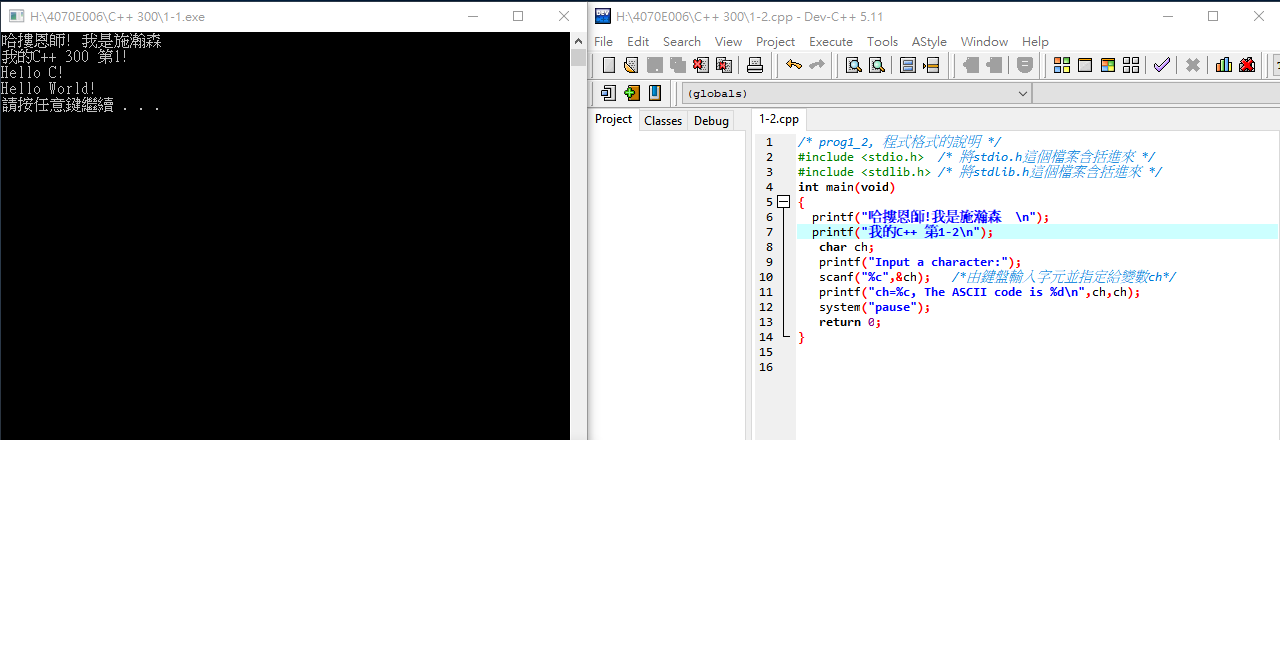 H:\4070E006\C++ 300\1-1.exe
哈摟恩師! 我是施瀚森
我的C++ 300 第1!
Hello C!
Hello World!
請按任意鍵繼續 . . .
H:\4070E006\C++ 300\1-2.cpp - Dev-C++ 5.11
File Edit Search View Project Execute Tools AStyle Window Help
(globals)
Project Classes Debug
1-2.cpp
1 /* prog1_2, 程式格式的說明 */
2 #include <stdio.h>  /* 將stdio.h這個檔案含括進來 */
3 #include <stdlib.h> /* 將stdlib.h這個檔案含括進來 */
4 int main(void)
5 {
6   printf("哈摟恩師!我是施瀚森  \n");
7   printf("我的C++ 第1-2\n");
8    char ch;
9    printf("Input a character:");
10    scanf("%c",&ch);   /*由鍵盤輸入字元並指定給變數ch*/
11    printf("ch=%c, The ASCII code is %d\n",ch,ch);
12    system("pause");
13    return 0;
14 }
15
16